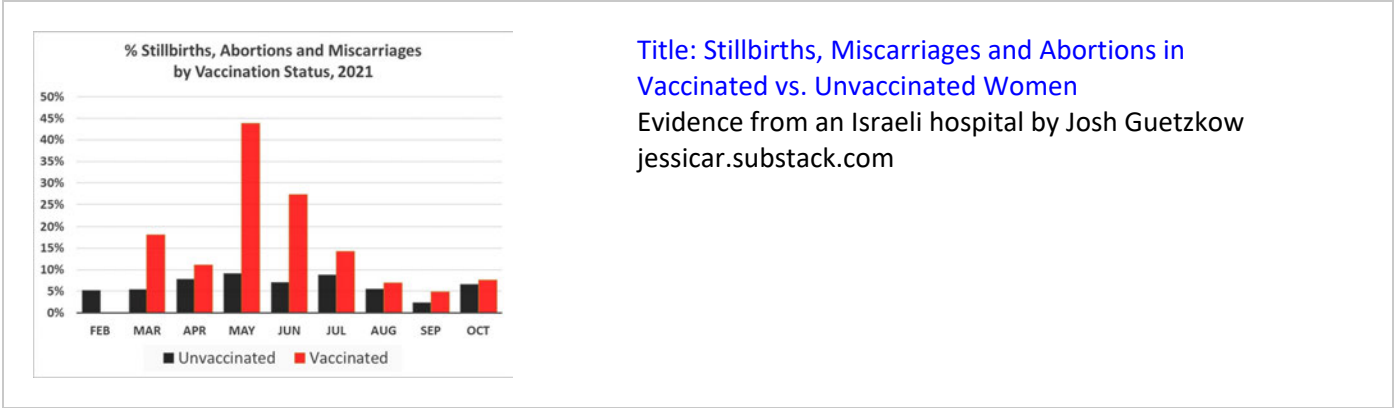 % Stillbirths, Abortions and Miscarriages
by Vaccination Status, 2021
50%
45%
40%
35%
30%
25%
20%
15%
10%
5%
0%
FEB MAR APR MAY JUN JUL AUG SEP OCT
Unvaccinated Vaccinated
Title: Stillbirths, Miscarriages and Abortions in
Vaccinated vs. Unvaccinated Women
Evidence from an Israeli hospital by Josh Guetzkow
jessicar.substack.com